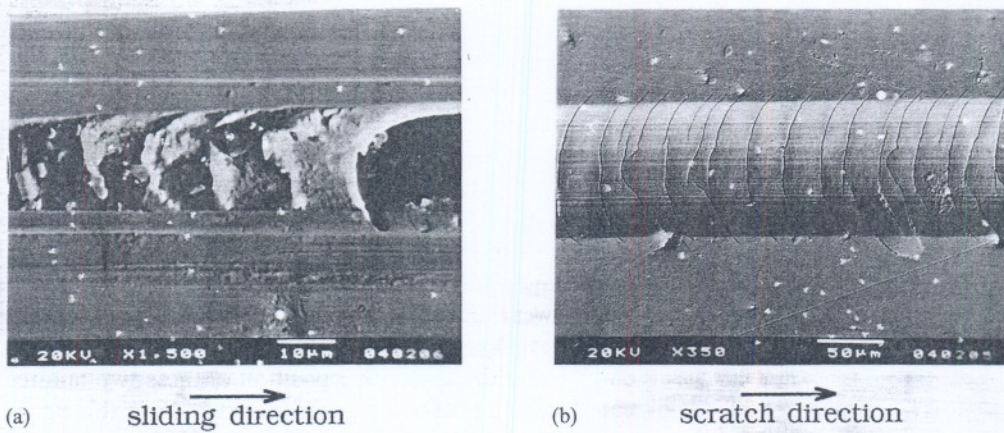 20KV X1,500 10µm 040206
20KV X350 50µm 040205
(a) sliding direction
(b) scratch direction